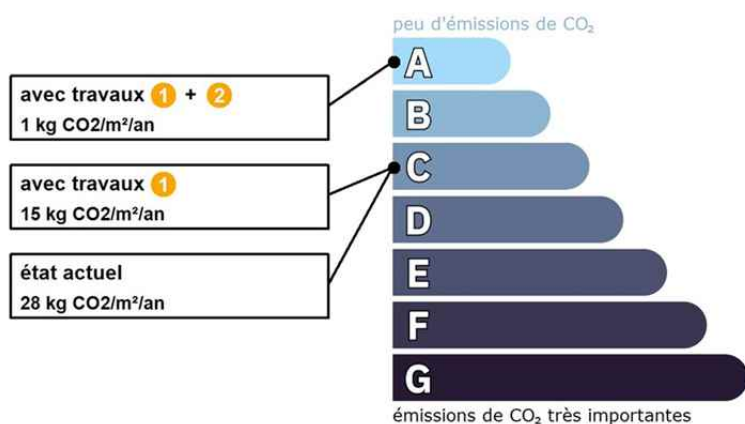 peu d'émissions de CO₂
A
avec travaux 1 + 2
1 kg CO2/m²/an
B
C
avec travaux 1
15 kg CO2/m²/an
D
état actuel
28 kg CO2/m²/an
E
F
G
émissions de CO₂ très importantes